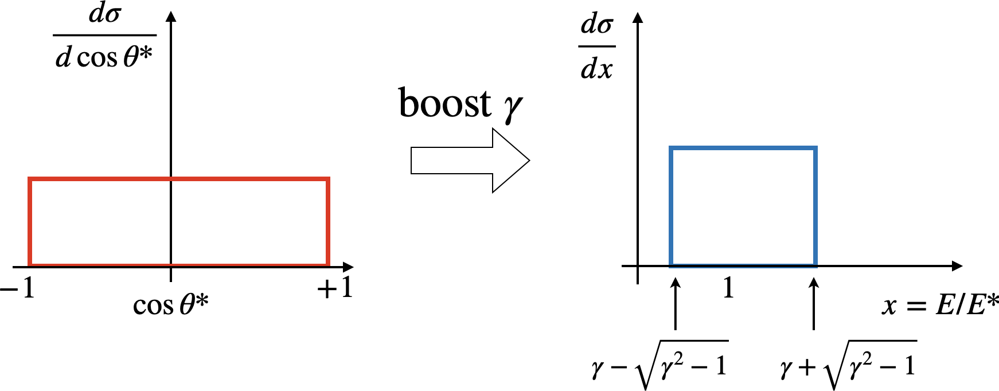 dσ
d cos θ*
−1
+1
cos θ*
boost γ
dσ
dx
1
x = E/E*
γ − √γ² − 1
γ + √γ² − 1